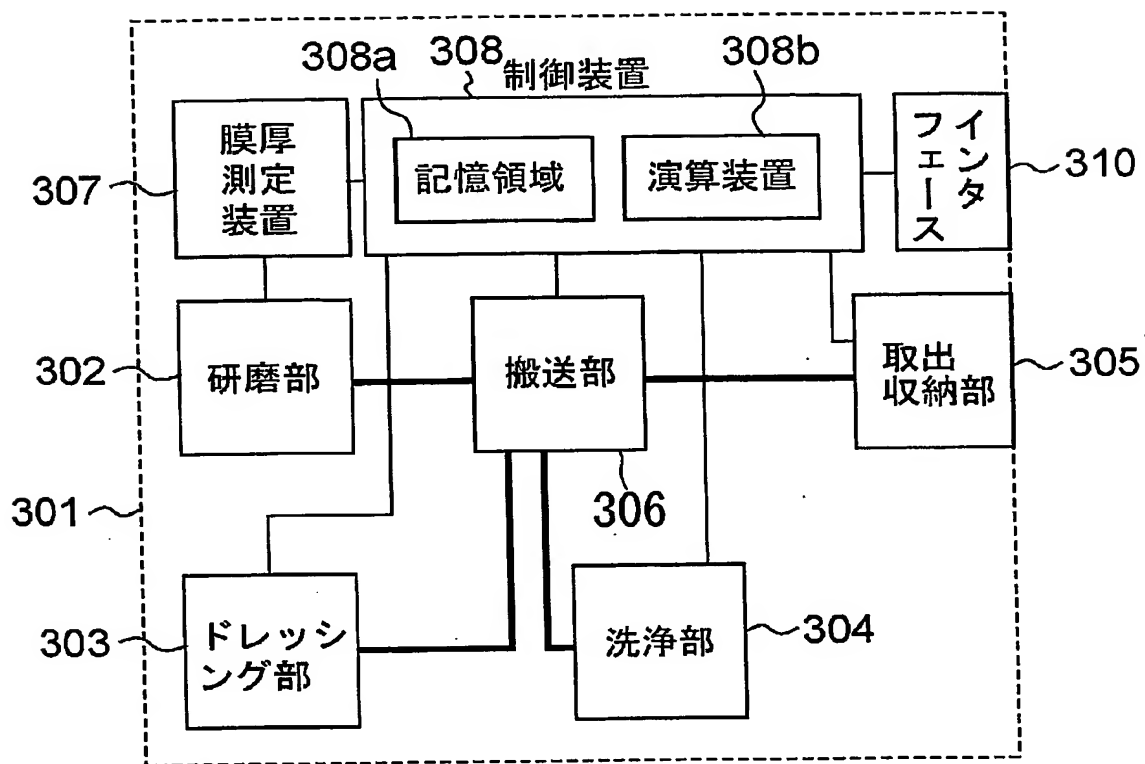 308a
308
制御装置
308b
307
膜厚
測定
装置
記憶領域
演算装置
インタ
フェース
310
302
研磨部
搬送部
取出
収納部
305
301
306
303
ドレッシ
ング部
洗浄部
304